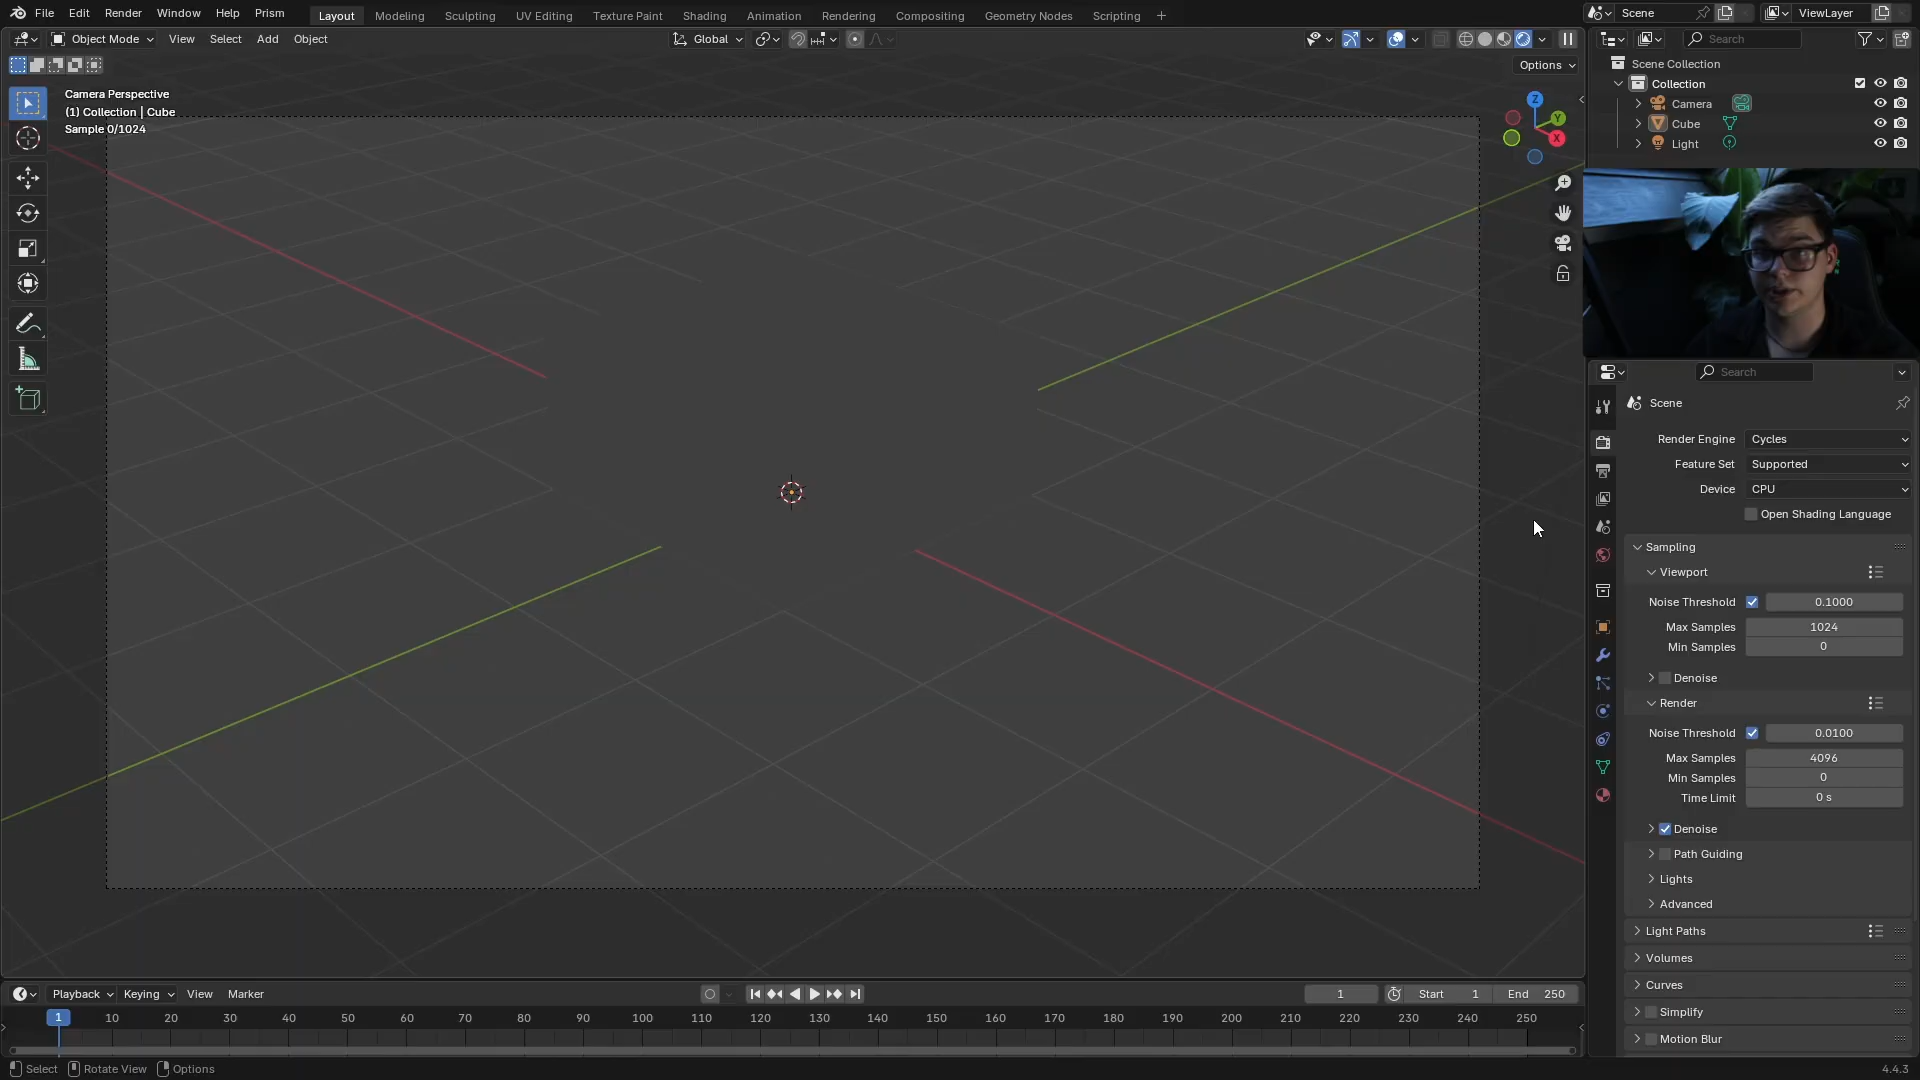 File Edit Render Window Help Prism
Layout Modeling Sculpting UV Editing Texture Paint Shading Animation Rendering Compositing Geometry Nodes Scripting +
Scene
ViewLayer
Object Mode View Select Add Object
Global
Search
Options
Camera Perspective
(1) Collection | Cube
Sample 0/1024
Z
Y
X
Scene Collection
Collection
Camera
Cube
Light
Search
Scene
Render Engine Cycles
Feature Set Supported
Device CPU
Open Shading Language
Sampling
Viewport
Noise Threshold 0.1000
Max Samples 1024
Min Samples 0
Denoise
Render
Noise Threshold 0.0100
Max Samples 4096
Min Samples 0
Time Limit 0 s
Denoise
Path Guiding
Lights
Advanced
Light Paths
Volumes
Curves
Simplify
Motion Blur
Playback Keying View Marker
1 Start 1 End 250
1 10 20 30 40 50 60 70 80 90 100 110 120 130 140 150 160 170 180 190 200 210 220 230 240 250
Select Rotate View Options
4.4.3